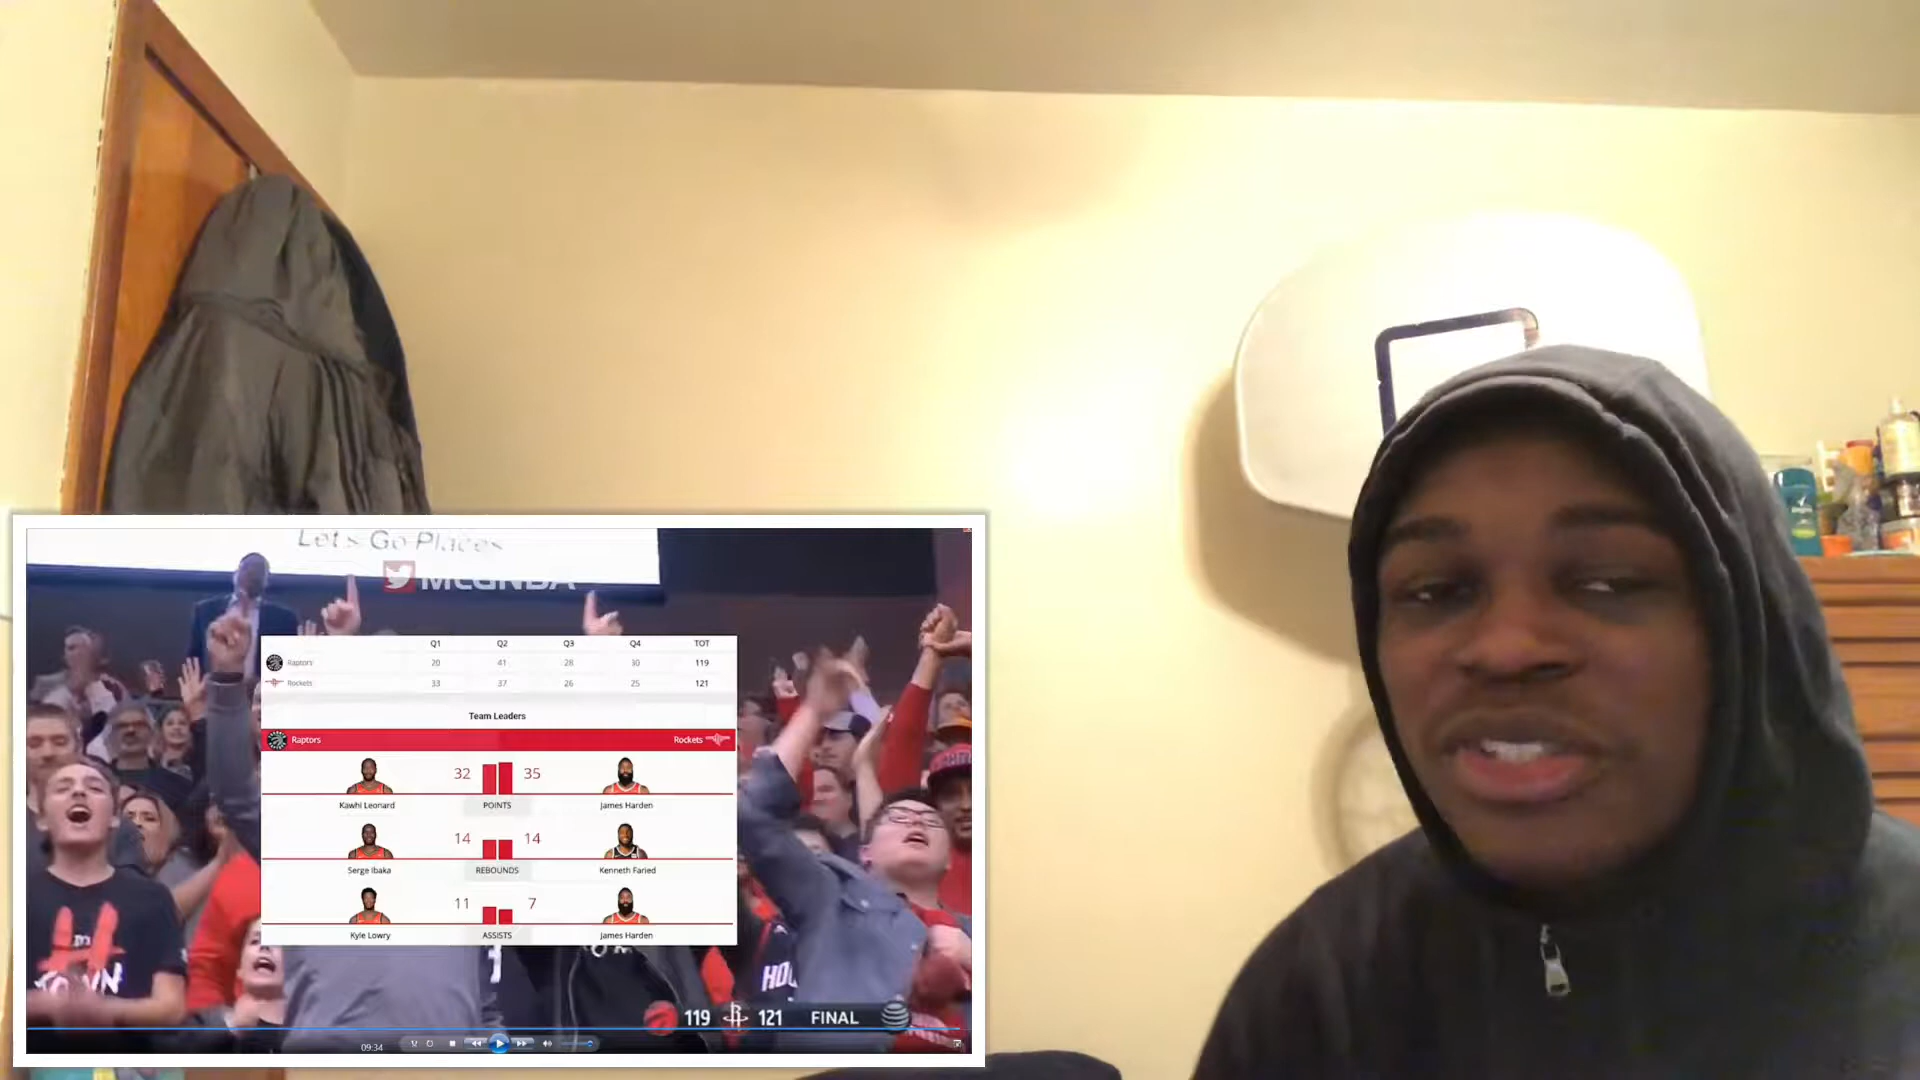 Let's Go Places
MCGNBA
Q1 Q2 Q3 Q4 TOT
Raptors 20 41 28 30 119
Rockets 33 37 26 25 121
Team Leaders
Raptors Rockets
32 35
Kawhi Leonard POINTS James Harden
14 14
Serge Ibaka REBOUNDS Kenneth Faried
11 7
Kyle Lowry ASSISTS James Harden
H
TOWN
HOU
119 121 FINAL
09:34